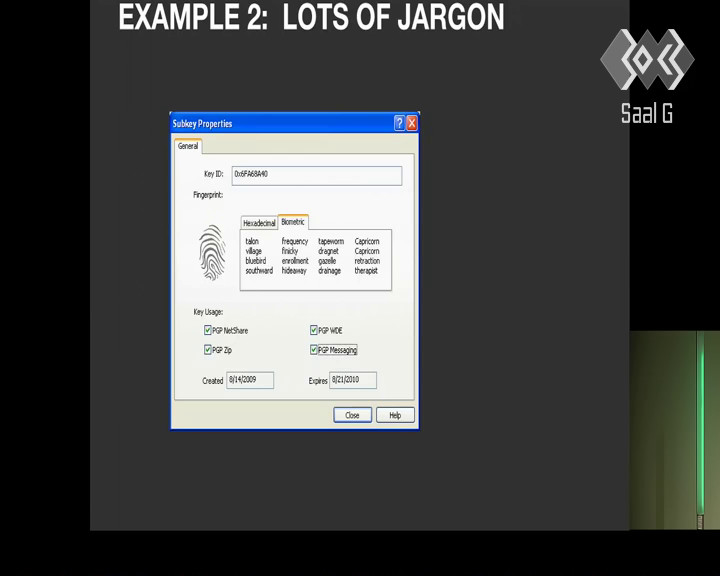 EXAMPLE 2: LOTS OF JARGON
Saal G
Subkey Properties
General
Key ID: 0x6FA68A40
Fingerprint:
Hexadecimal Biometric
talon frequency tapeworm Capricorn
village finicky dragnet Capricorn
bluebird enrollment gazelle retraction
southward hideaway drainage therapist
Key Usage:
PGP NetShare PGP WDE
PGP Zip PGP Messaging
Created 8/14/2009 Expires 8/21/2010
Close Help